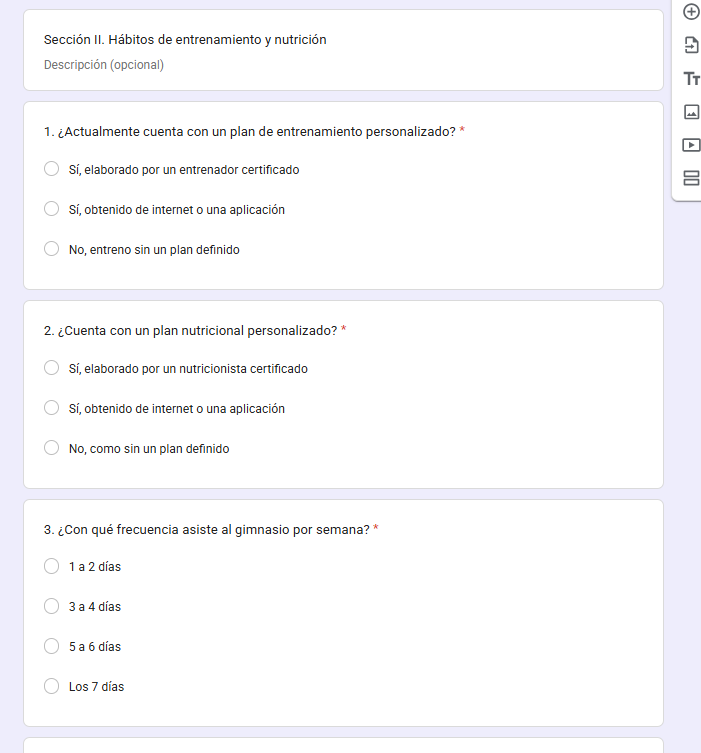 Sección II. Hábitos de entrenamiento y nutrición
Descripción (opcional)
1. ¿Actualmente cuenta con un plan de entrenamiento personalizado? *
Sí, elaborado por un entrenador certificado
Sí, obtenido de internet o una aplicación
No, entreno sin un plan definido
2. ¿Cuenta con un plan nutricional personalizado? *
Sí, elaborado por un nutricionista certificado
Sí, obtenido de internet o una aplicación
No, como sin un plan definido
3. ¿Con qué frecuencia asiste al gimnasio por semana? *
1 a 2 días
3 a 4 días
5 a 6 días
Los 7 días
Tт